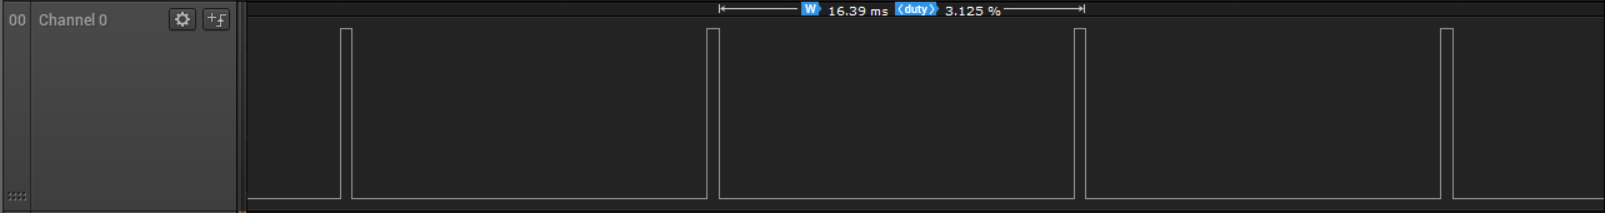 00 Channel 0
W 16.39 ms ⟨duty⟩ 3.125 %